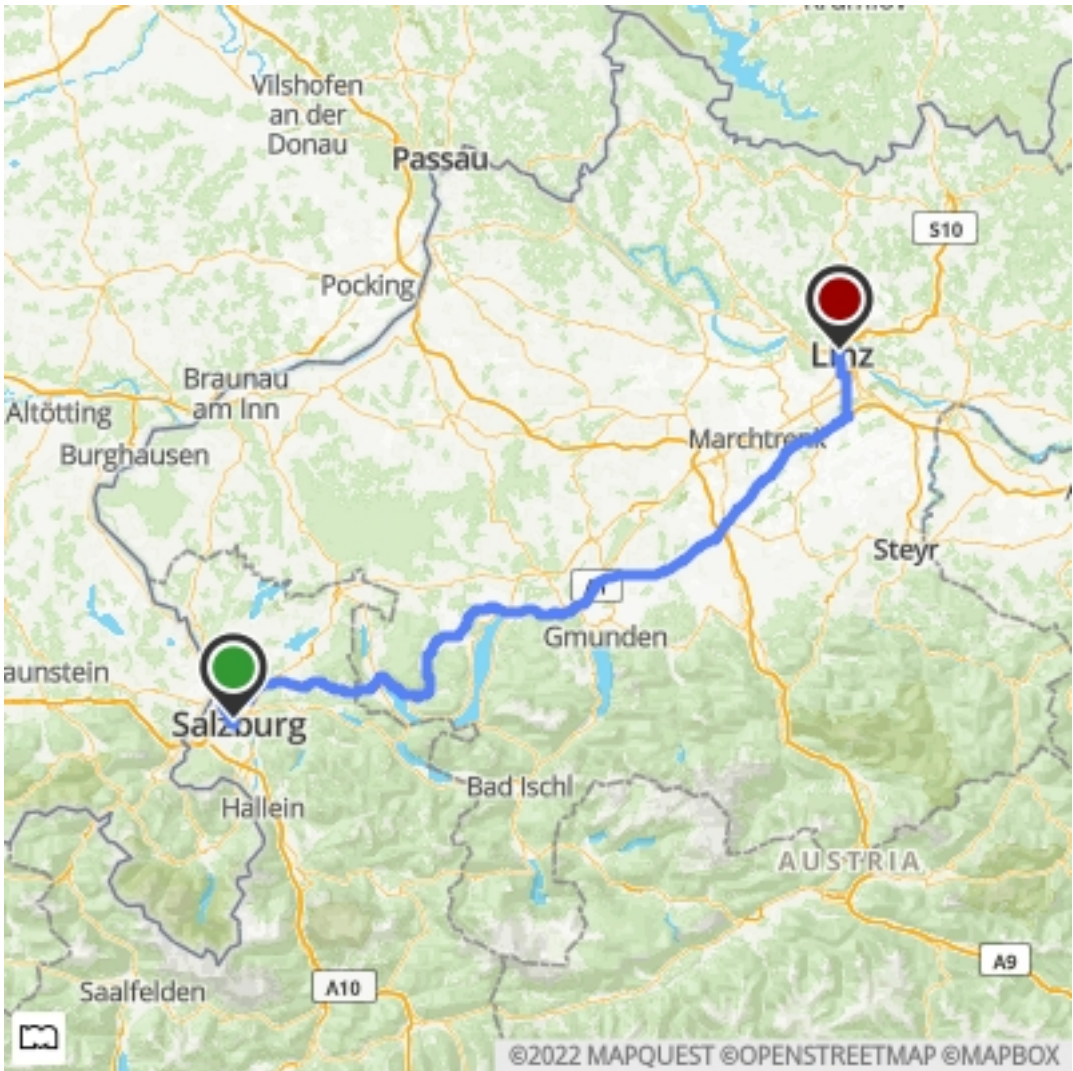 Vilshofen
an der
Donau
Passau
S10
Pocking
Linz
Braunau
am Inn
Altötting
Marchtrenk
Burghausen
Steyr
A1
Gmunden
aunstein
Salzburg
Bad Ischl
Hallein
AUSTRIA
A9
Saalfelden
A10
©2022 MAPQUEST ©OPENSTREETMAP ©MAPBOX